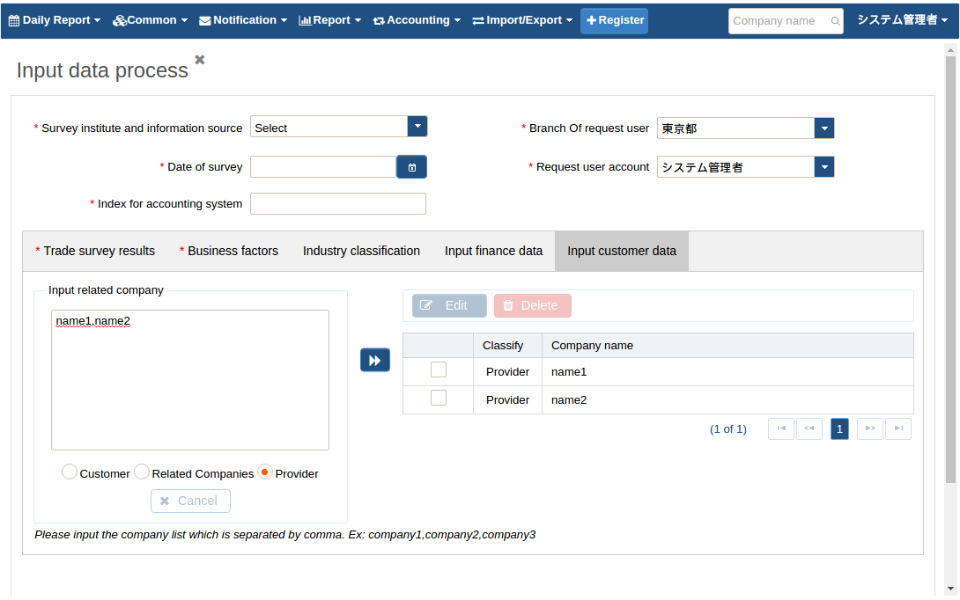 Daily Report Common Notification Report Accounting Import/Export Register Company name システム管理者
Input data process
* Survey institute and information source Select * Branch Of request user 東京都
* Date of survey * Request user account システム管理者
* Index for accounting system
* Trade survey results * Business factors Industry classification Input finance data Input customer data
Input related company
name1,name2
Customer Related Companies Provider
Cancel
Edit Delete
Classify Company name
Provider name1
Provider name2
(1 of 1) 1
Please input the company list which is separated by comma. Ex: company1,company2,company3